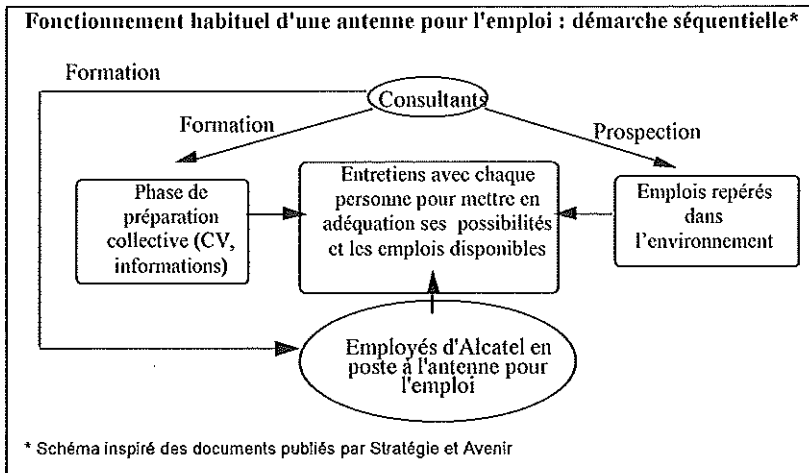 Fonctionnement habituel d'une antenne pour l'emploi : démarche séquentielle*
Formation
Consultants
Formation
Prospection
Phase de
préparation
collective (CV,
informations)
Entretiens avec chaque
personne pour mettre en
adéquation ses possibilités
et les emplois disponibles
Emplois repérés
dans
l'environnement
Employés d'Alcatel en
poste à l'antenne pour
l'emploi
* Schéma inspiré des documents publiés par Stratégie et Avenir